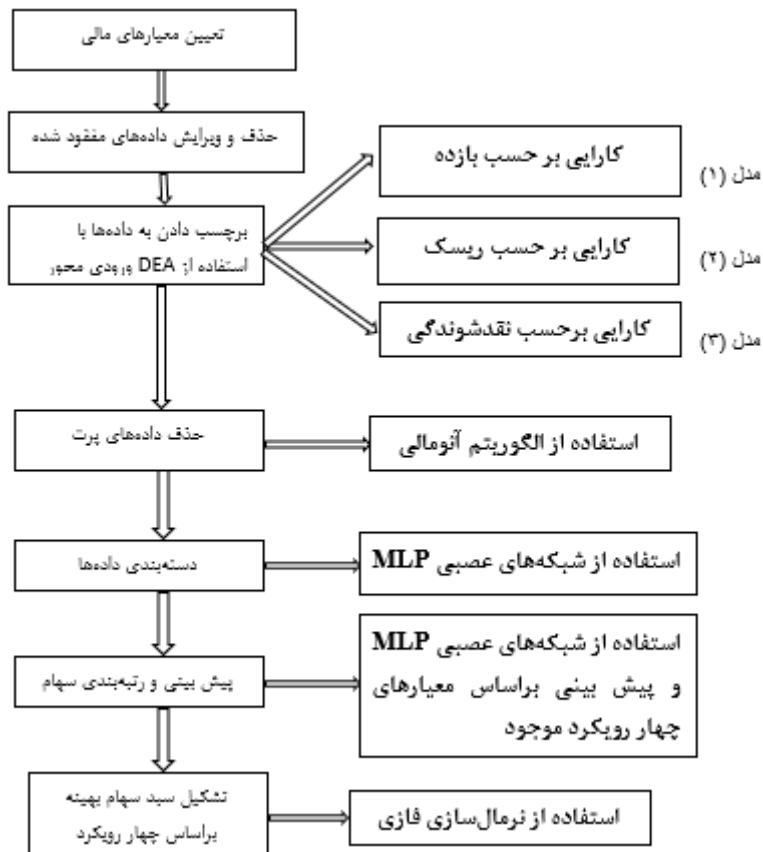 تعیین معیارهای مالی
حذف و ویرایش داده‌های مفقود شده
برچسب دادن به داده‌ها با
استفاده از DEA ورودی محور
کارایی بر حسب بازده
مدل (۱)
کارایی بر حسب ریسک
مدل (۲)
کارایی برحسب نقدشوندگی
مدل (۳)
حذف داده‌های پرت
استفاده از الگوریتم آنومالی
دسته‌بندی داده‌ها
استفاده از شبکه‌های عصبی MLP
پیش بینی و رتبه‌بندی سهام
استفاده از شبکه‌های عصبی MLP
و پیش بینی براساس معیارهای
چهار رویکرد موجود
تشکیل سبد سهام بهینه
براساس چهار رویکرد
استفاده از نرمال‌سازی فازی